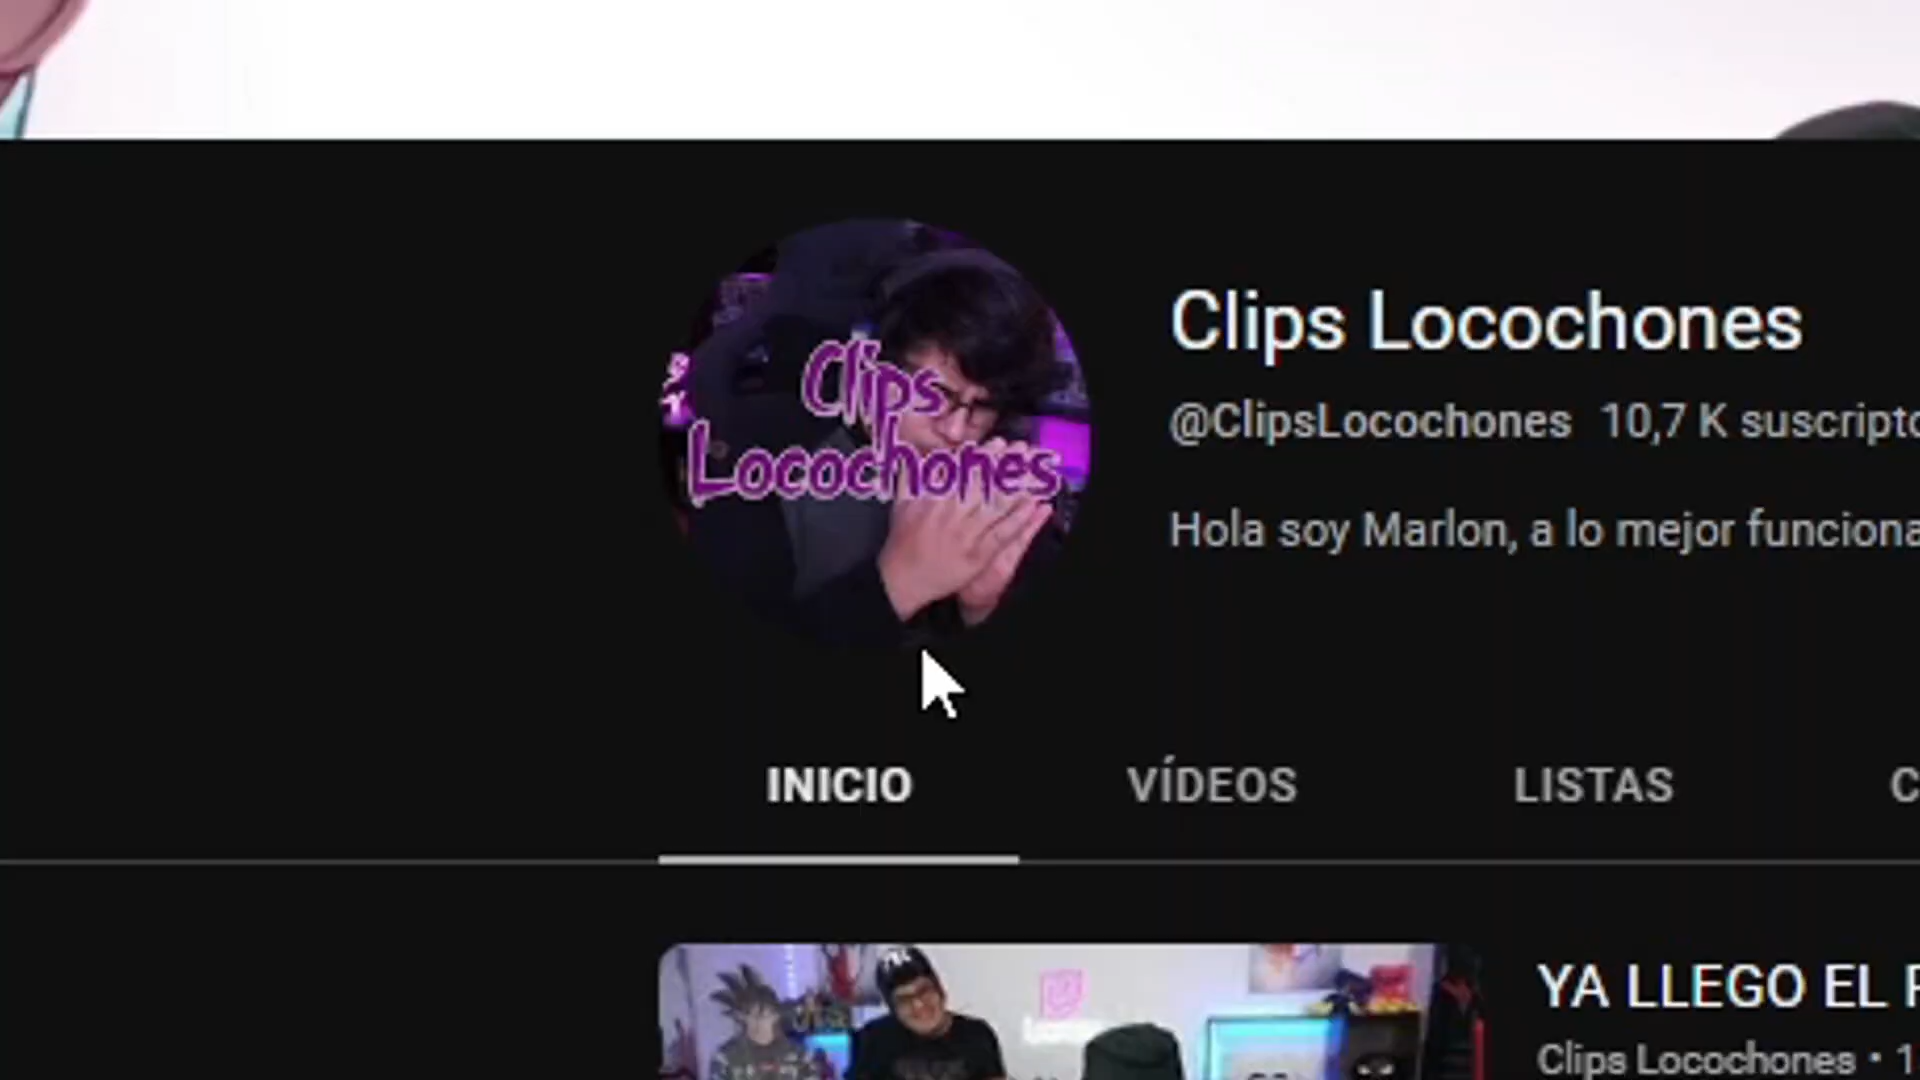 Clips Locochones
@ClipsLocochones 10,7 K suscripto
Hola soy Marlon, a lo mejor funciona
Clips
Locochones
INICIO VÍDEOS LISTAS C
YA LLEGO EL
Clips Locochones • 1